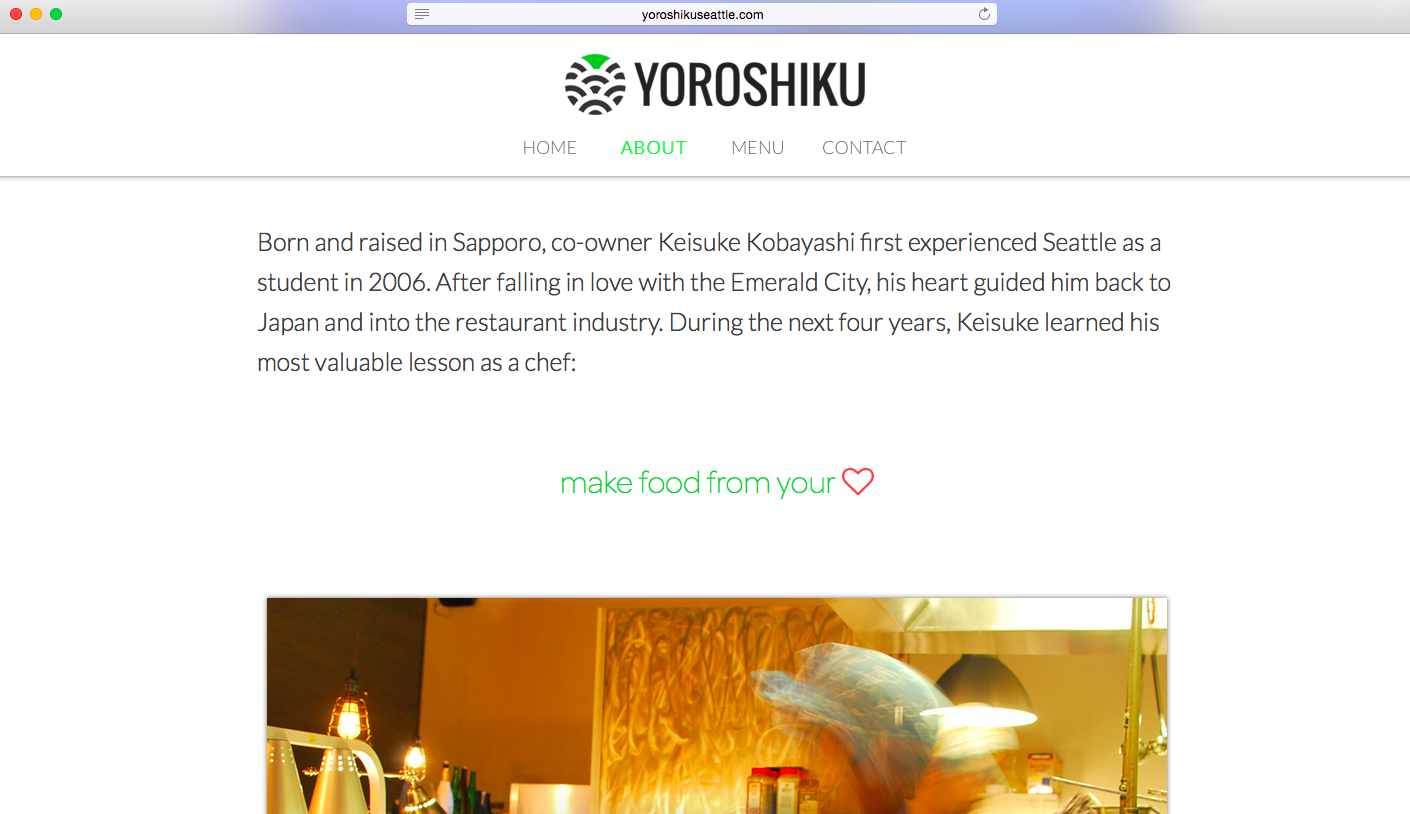 yoroshikuseattle.com
YOROSHIKU
HOME ABOUT MENU CONTACT
Born and raised in Sapporo, co-owner Keisuke Kobayashi first experienced Seattle as a
student in 2006. After falling in love with the Emerald City, his heart guided him back to
Japan and into the restaurant industry. During the next four years, Keisuke learned his
most valuable lesson as a chef:
make food from your